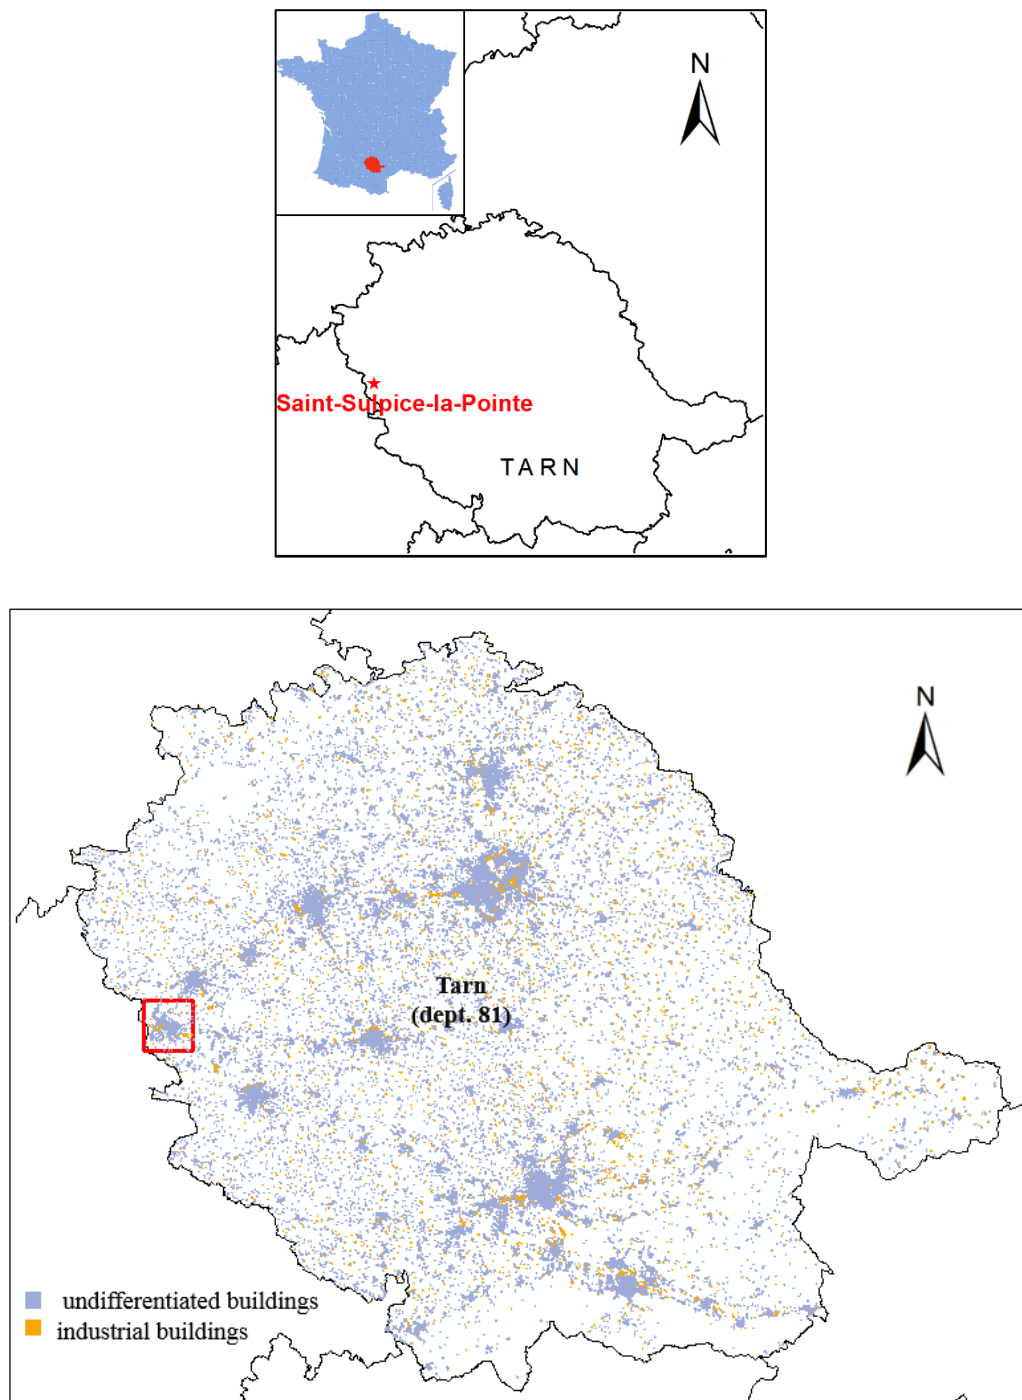 N
Saint-Sulpice-la-Pointe
TARN
N
Tarn
(dept. 81)
undifferentiated buildings
industrial buildings